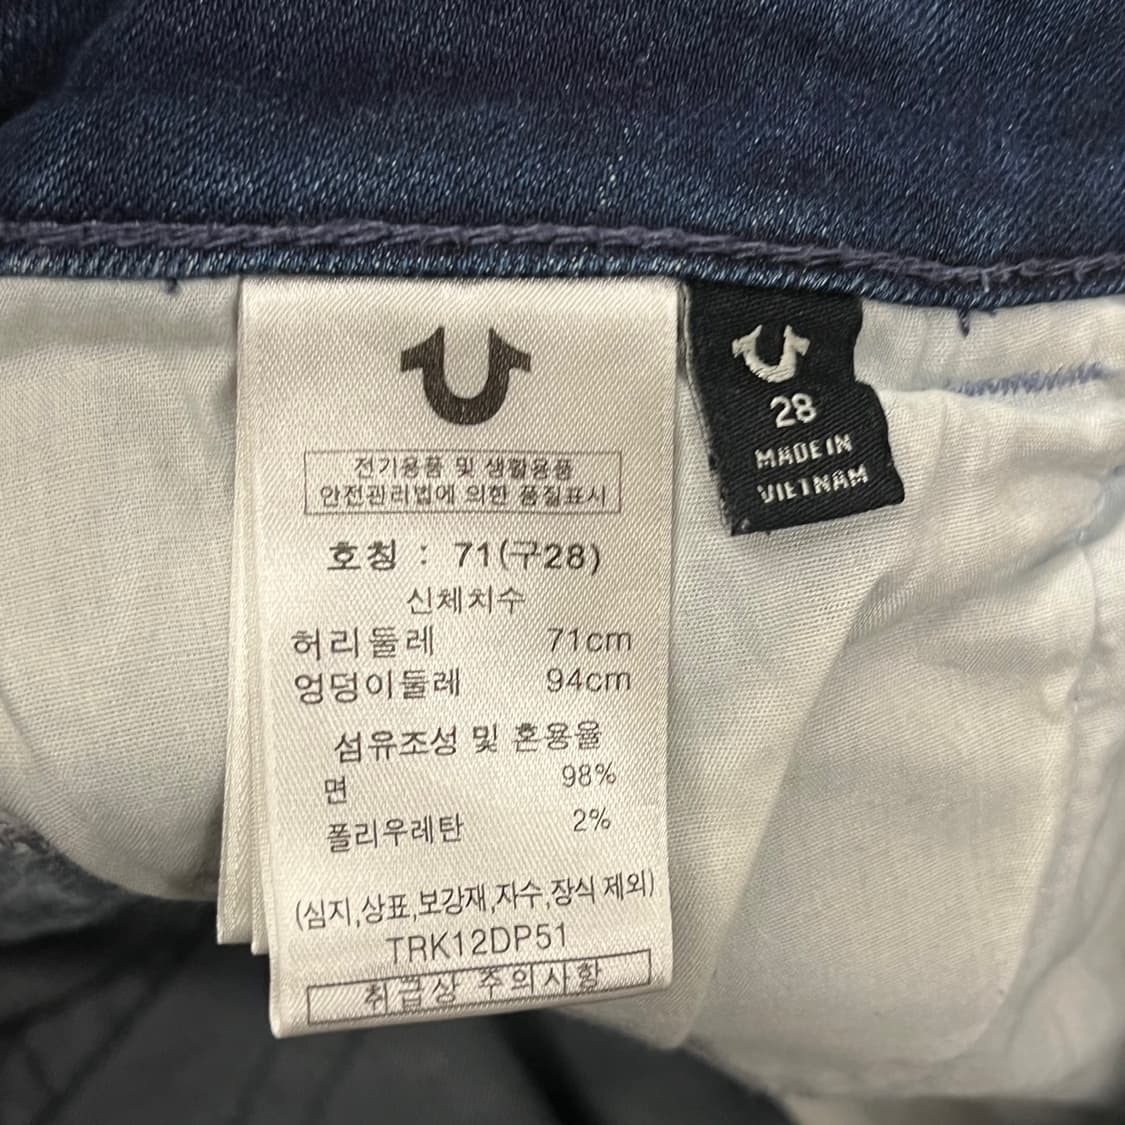 전기용품 및 생활용품
안전관리법에 의한 품질표시
호칭 : 71(구28)
신체치수
허리둘레 71cm
엉덩이둘레 94cm
섬유조성 및 혼용율
면 98%
폴리우레탄 2%
(심지,상표,보강재,자수,장식 제외)
TRK12DP51
취급상 주의사항
28
MADE IN
VIETNAM